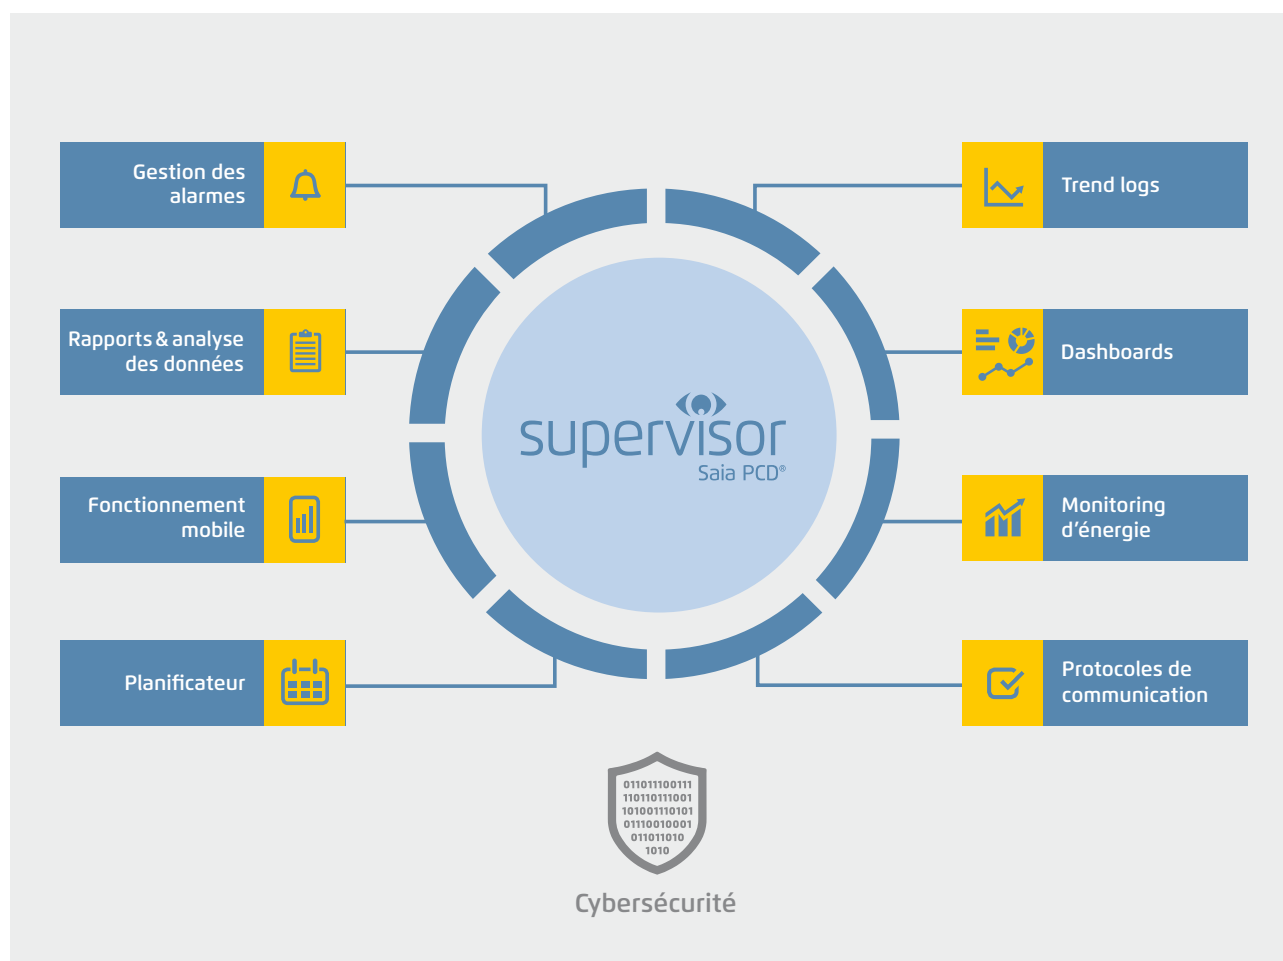 Gestion des
alarmes
Rapports & analyse
des données
Fonctionnement
mobile
Planificateur
supervisor
Saia PCD®
Trend logs
Dashboards
Monitoring
d’énergie
Protocoles de
communication
011011100111
110110111001
101001110101
01110010001
011011010
1010
Cybersécurité